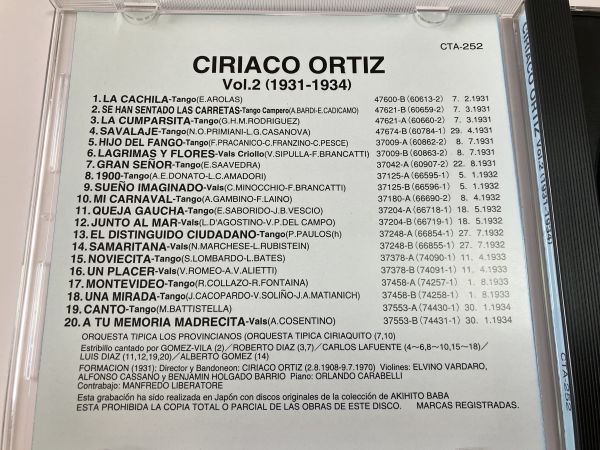 CTA-252
CIRIACO ORTIZ
Vol.2 (1931-1934)
1. LA CACHILA-Tango(E.AROLAS) 47600-B (60613-2) 7. 2.1931
2. SE HAN SENTADO LAS CARRETAS-Tango Campero(A.BARDI-E.CADICAMO) 47621-B (60659-2) 7. 3.1931
3. LA CUMPARSITA-Tango(G.H.M.RODRIGUEZ) 47621-A (60660-2) 7. 3.1931
4. SAVALAJE-Tango(N.O.PRIMIANI-L.G.CASANOVA) 47674-B (60784-1) 29. 4.1931
5. HIJO DEL FANGO-Tango(F.PRACANICO-C.FRANZINO-C.PESCE) 37009-A (60862-1) 8. 7.1931
6. LAGRIMAS Y FLORES-Vals Criollo(V.SIPULLA-F.BRANCATTI) 37009-B (60863-2) 8. 7.1931
7. GRAN SEÑOR-Tango(E.SAAVEDRA) 37042-A (60907-2) 22. 8.1931
8. 1900-Tango(A.E.DONATO-L.C.AMADORI) 37125-A (66595-1) 5. 1.1932
9. SUEÑO IMAGINADO-Vals(C.MINOCCHIO-F.BRANCATTI) 37125-B (66596-1) 5. 1.1932
10. MI CARNAVAL-Tango(A.GAMBINO-F.LAINO) 37180-A (66690-2) 8. 4.1932
11. QUEJA GAUCHA-Tango(E.SABORIDO-J.B.VESCIO) 37204-A (66718-1) 18. 5.1932
12. JUNTO AL MAR-Vals(L.D'AGOSTINO-V.P.DEL CAMPO) 37204-B (66719-1) 18. 5.1932
13. EL DISTINGUIDO CIUDADANO-Tango(P.PAULOS(h) 37248-A (66854-1) 27. 7.1932
14. SAMARITANA-Vals(N.MARCHESE-L.RUBISTEIN) 37248-B (66855-1) 27. 7.1932
15. NOVIECITA-Tango(S.LOMBARDO-L.BATES) 37378-A (74090-1) 11. 4.1933
16. UN PLACER-Vals(V.ROMEO-A.V.ALIETTI) 37378-B (74091-1) 11. 4.1933
17. MONTEVIDEO-Tango(R.COLLAZO-R.FONTAINA) 37458-A (74257-1) 1. 8.1933
18. UNA MIRADA-Tango(J.CACOPARDO-V.SOLIÑO-J.A.MATIANICH) 37458-B (74258-1) 1. 8.1933
19. CANTO-Tango(M.BATTISTELLA) 37553-A (74430-1) 30. 1.1934
20. A TU MEMORIA MADRECITA-Vals(A.COSENTINO) 37553-B (74431-1) 30. 1.1934
ORQUESTA TIPICA LOS PROVINCIANOS (ORQUESTA TIPICA CIRIAQUITO (7,10)
Estribillo cantado por GOMEZ-VILA (2)／ROBERTO DIAZ (3,7)／CARLOS LAFUENTE (4~6,8~10,15~18)／
LUIS DIAZ (11,12,19,20)／ALBERTO GOMEZ (14)
FORMACION (1931): Director y Bandoneon: CIRIACO ORTIZ (2.8.1908-9.7.1970) Violines: ELVINO VARDARO,
ALFONSO CASSANO y BENJAMIN HOLGADO BARRIO Piano: ORLANDO CARABELLI
Contrabajo: MANFREDO LIBERATORE
Esta grabación ha sido realizada en Japón con discos originales de la colección de AKIHITO BABA
ESTA PROHIBIDA LA COPIA TOTAL O PARCIAL DE LAS OBRAS DE ESTE DISCO. MARCAS REGISTRADAS.
CIRIACO ORTIZ Vol.2 (1931-1934)
CTA-252